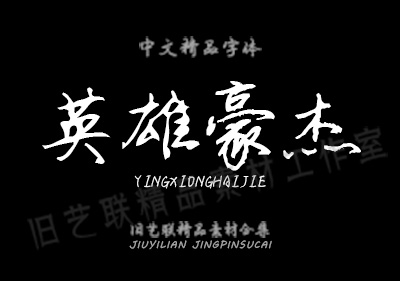 中文精品字体
英雄豪杰
YINGXIONGHAIJIE
旧艺联精品素材工作室
旧艺联精品素材合集
JIUYILIAN JINGPINSUCAI